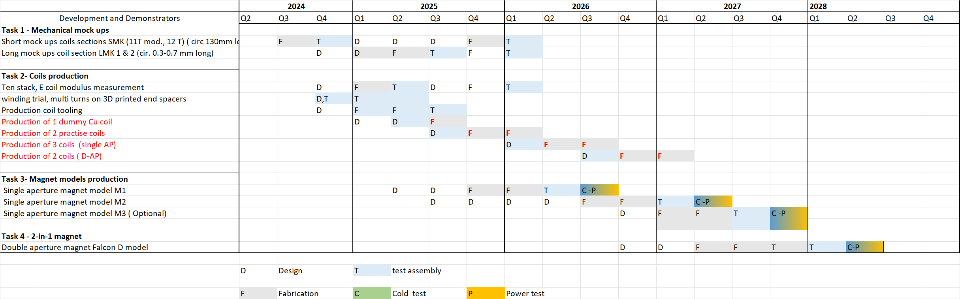 2024 2025 2026 2027 2028
Development and Demonstrators Q2 Q3 Q4 Q1 Q2 Q3 Q4 Q1 Q2 Q3 Q4 Q1 Q2 Q3 Q4 Q1 Q2 Q3 Q4
Task 1 - Mechanical mock ups
Short mock ups coils sections SMK (11T mod., 12 T) ( circ 130mm lo F T D D D F T
Long mock ups coil section LMK 1 & 2 (cir. 0.3-0.7 mm long) D D F T F T
Task 2- Coils production
Ten stack, E coil modulus measurement D F T D F T
winding trial, multi turns on 3D printed end spacers D,T T
Production coil tooling D F F T
Production of 1 dummy Cu coil D D F
Production of 2 practise coils D F F
Production of 3 coils (single AP) D F F
Production of 2 coils ( D-AP) D F F
Task 3- Magnet models production
Single aperture magnet model M1 D D F F T C -P
Single aperture magnet model M2 D D D D F F T C -P
Single aperture magnet model M3 ( Optional) D F F T C -P
Task 4 - 2-in-1 magnet
Double aperture magnet Falcon D model D D F F T T C-P
D Design T test assembly
F Fabrication C Cold test P Power test